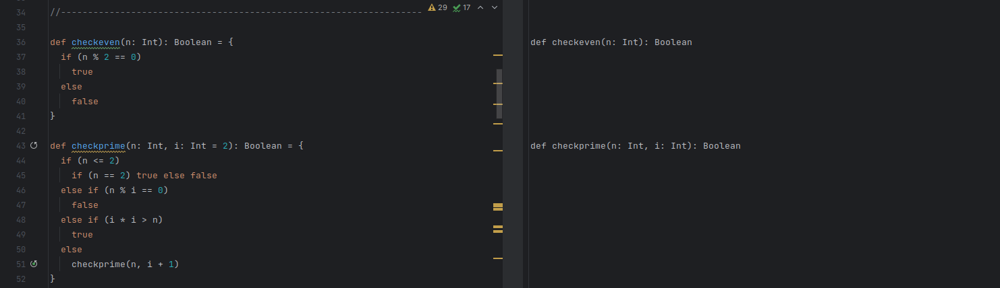 34 //-------------------------------------------------------------------
29 17
35
36 def checkeven(n: Int): Boolean = {
37 if (n % 2 == 0)
38 true
39 else
40 false
41 }
42
43 def checkprime(n: Int, i: Int = 2): Boolean = {
44 if (n <= 2)
45 if (n == 2) true else false
46 else if (n % i == 0)
47 false
48 else if (i * i > n)
49 true
50 else
51 checkprime(n, i + 1)
52 }
def checkeven(n: Int): Boolean
def checkprime(n: Int, i: Int): Boolean